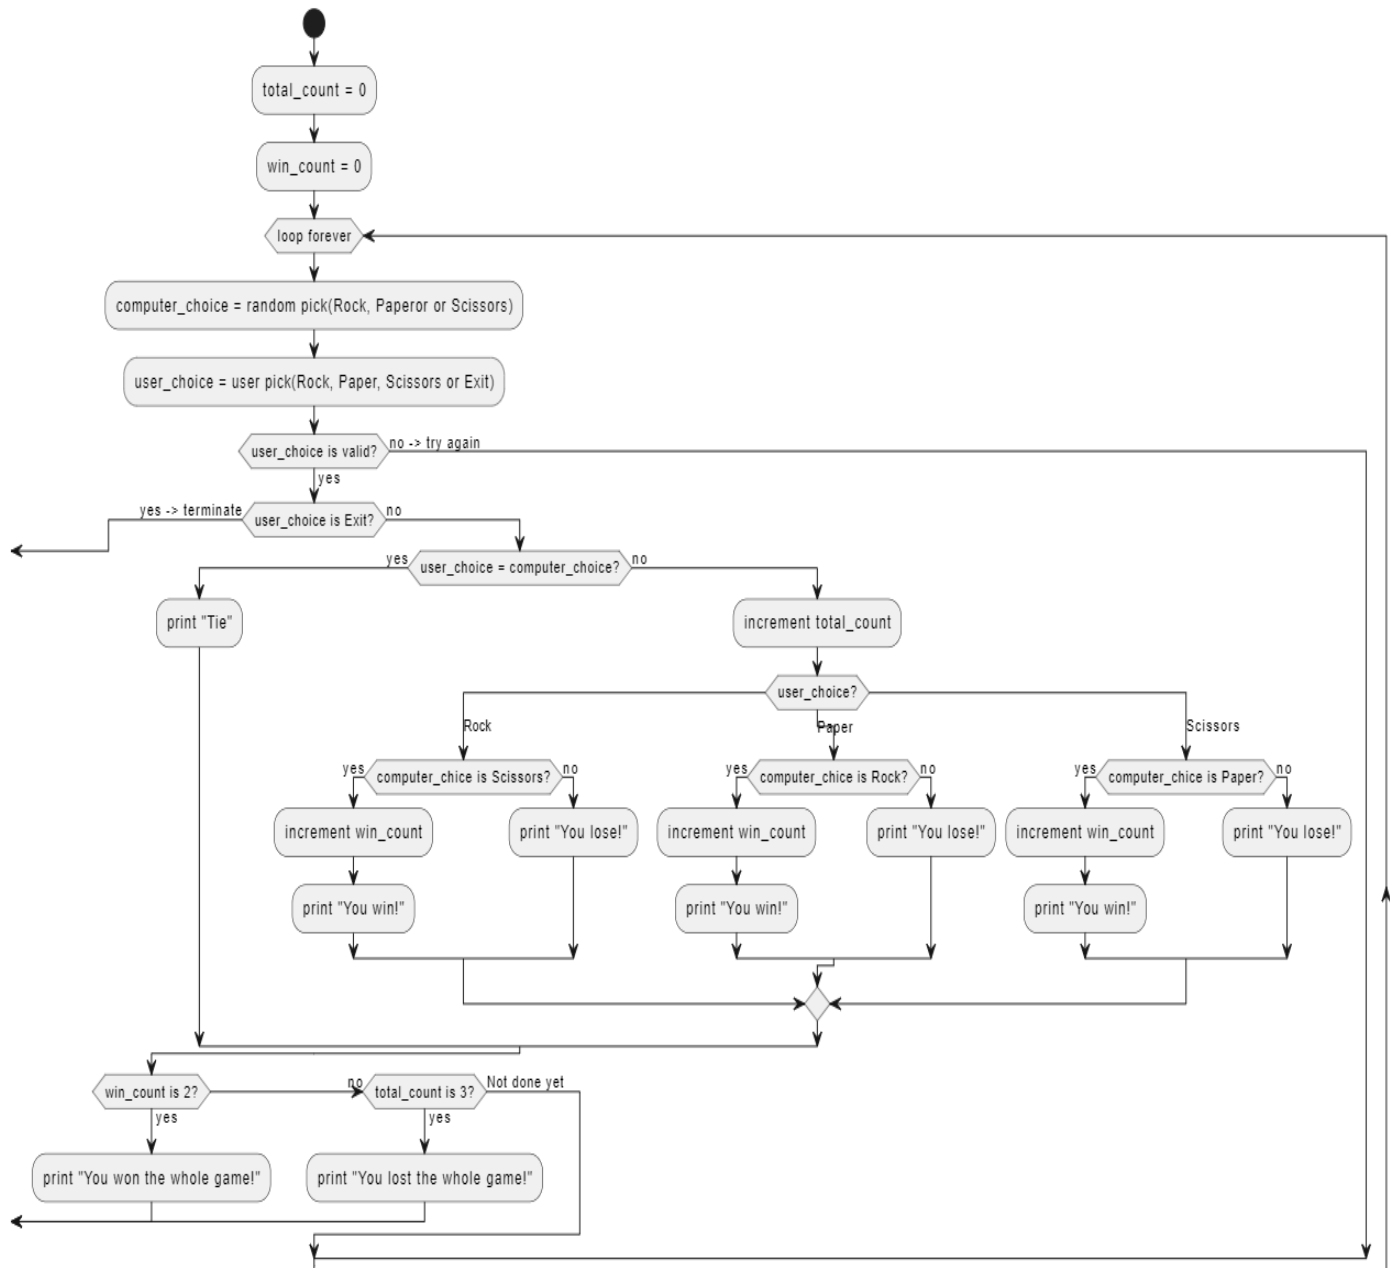 total_count = 0
win_count = 0
loop forever
computer_choice = random pick(Rock, Paperor or Scissors)
user_choice = user pick(Rock, Paper, Scissors or Exit)
user_choice is valid?
no -> try again
yes
yes -> terminate
user_choice is Exit?
no
yes
user_choice = computer_choice?
no
print "Tie"
increment total_count
user_choice?
Rock
Paper
Scissors
yes
computer_chice is Scissors?
no
yes
computer_chice is Rock?
no
yes
computer_chice is Paper?
no
increment win_count
print "You lose!"
increment win_count
print "You lose!"
increment win_count
print "You lose!"
print "You win!"
print "You win!"
print "You win!"
win_count is 2?
no
total_count is 3?
Not done yet
yes
yes
print "You won the whole game!"
print "You lost the whole game!"